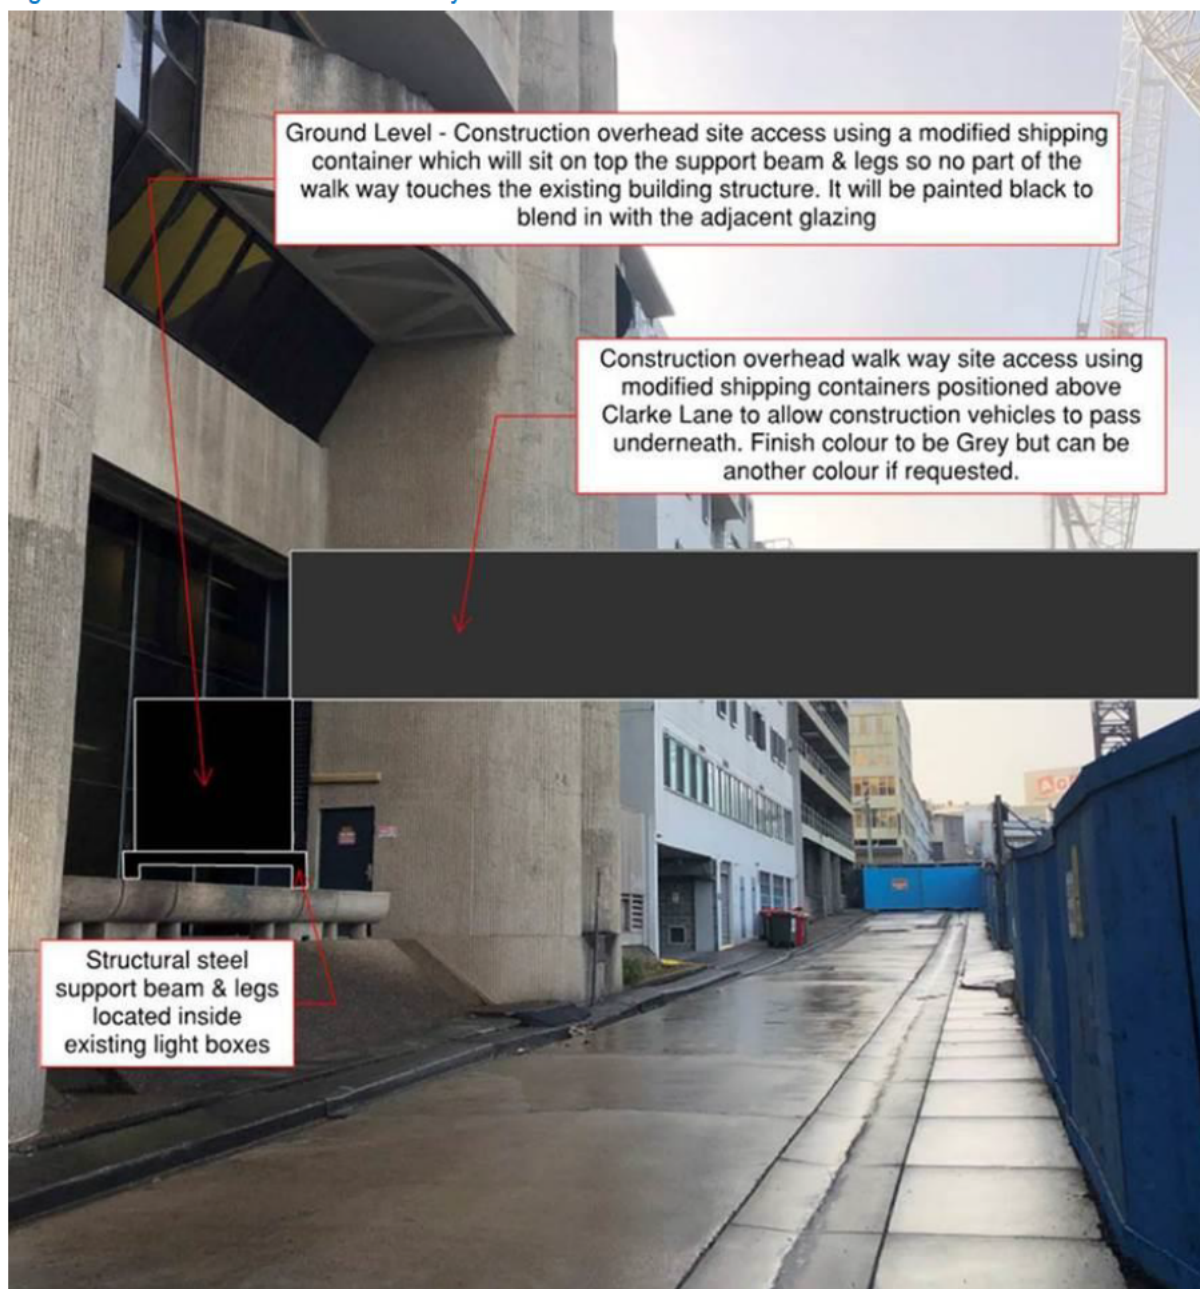 Ground Level - Construction overhead site access using a modified shipping
container which will sit on top the support beam & legs so no part of the
walk way touches the existing building structure. It will be painted black to
blend in with the adjacent glazing
Construction overhead walk way site access using
modified shipping containers positioned above
Clarke Lane to allow construction vehicles to pass
underneath. Finish colour to be Grey but can be
another colour if requested.
Structural steel
support beam & legs
located inside
existing light boxes